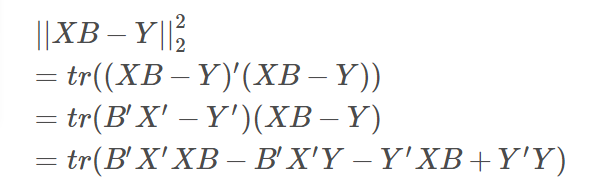 ||XB − Y||₂²
= tr((XB − Y)′(XB − Y))
= tr(B′X′ − Y′)(XB − Y)
= tr(B′X′XB − B′X′Y − Y′XB + Y′Y)